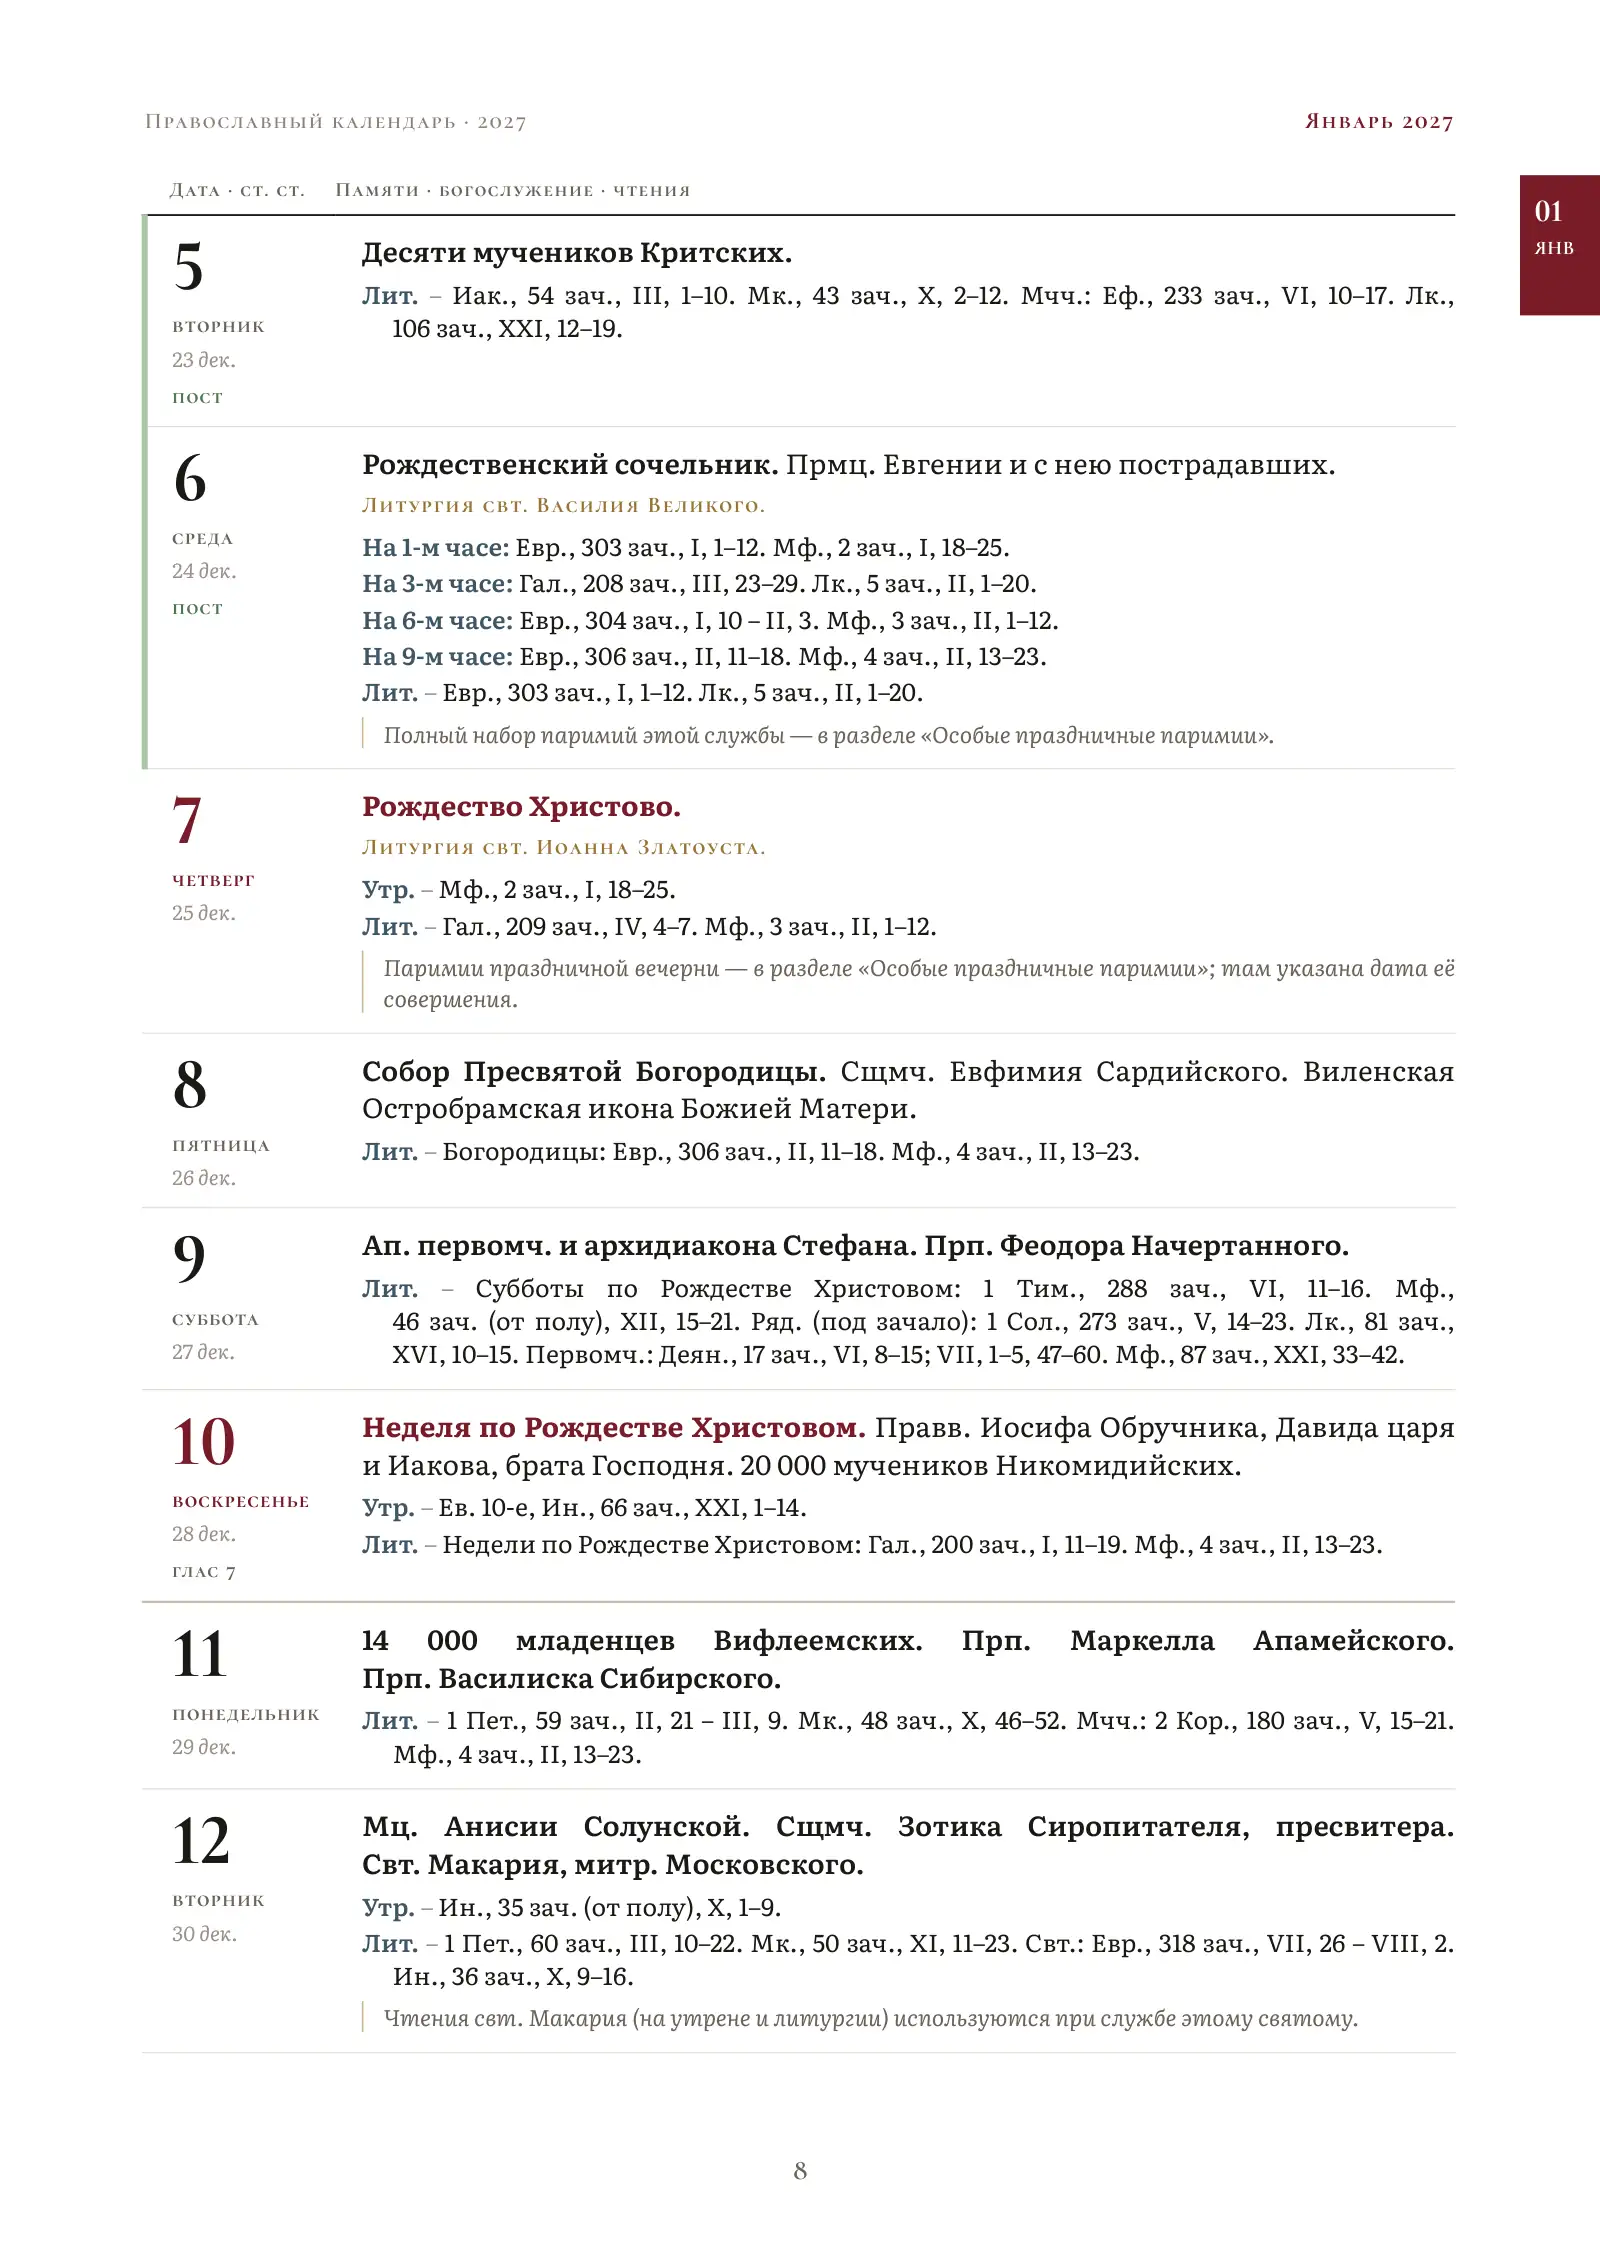 Православный календарь · 2027
Январь 2027
01
янв
Дата · ст. ст. Памяти · богослужение · чтения
5
вторник
23 дек.
пост
Десяти мучеников Критских.
Лит. – Иак., 54 зач., III, 1–10. Мк., 43 зач., X, 2–12. Мчч.: Еф., 233 зач., VI, 10–17. Лк.,
106 зач., XXI, 12–19.
6
среда
24 дек.
пост
Рождественский сочельник. Прмц. Евгении и с нею пострадавших.
Литургия свт. Василия Великого.
На 1-м часе: Евр., 303 зач., I, 1–12. Мф., 2 зач., I, 18–25.
На 3-м часе: Гал., 208 зач., III, 23–29. Лк., 5 зач., II, 1–20.
На 6-м часе: Евр., 304 зач., I, 10 – II, 3. Мф., 3 зач., II, 1–12.
На 9-м часе: Евр., 306 зач., II, 11–18. Мф., 4 зач., II, 13–23.
Лит. – Евр., 303 зач., I, 1–12. Лк., 5 зач., II, 1–20.
Полный набор паримий этой службы — в разделе «Особые праздничные паримии».
7
четверг
25 дек.
Рождество Христово.
Литургия свт. Иоанна Златоуста.
Утр. – Мф., 2 зач., I, 18–25.
Лит. – Гал., 209 зач., IV, 4–7. Мф., 3 зач., II, 1–12.
Паримии праздничной вечерни — в разделе «Особые праздничные паримии»; там указана дата её
совершения.
8
пятница
26 дек.
Собор Пресвятой Богородицы. Сщмч. Евфимия Сардийского. Виленская
Остробрамская икона Божией Матери.
Лит. – Богородицы: Евр., 306 зач., II, 11–18. Мф., 4 зач., II, 13–23.
9
суббота
27 дек.
Ап. первомч. и архидиакона Стефана. Прп. Феодора Начертанного.
Лит. – Субботы по Рождестве Христовом: 1 Тим., 288 зач., VI, 11–16. Мф.,
46 зач. (от полу), XII, 15–21. Ряд. (под зачало): 1 Сол., 273 зач., V, 14–23. Лк., 81 зач.,
XVI, 10–15. Первомч.: Деян., 17 зач., VI, 8–15; VII, 1–5, 47–60. Мф., 87 зач., XXI, 33–42.
10
воскресенье
28 дек.
глас 7
Неделя по Рождестве Христовом. Правв. Иосифа Обручника, Давида царя
и Иакова, брата Господня. 20 000 мучеников Никомидийских.
Утр. – Ев. 10-е, Ин., 66 зач., XXI, 1–14.
Лит. – Недели по Рождестве Христовом: Гал., 200 зач., I, 11–19. Мф., 4 зач., II, 13–23.
11
понедельник
29 дек.
14 000 младенцев Вифлеемских. Прп. Маркелла Апамейского.
Прп. Василиска Сибирского.
Лит. – 1 Пет., 59 зач., II, 21 – III, 9. Мк., 48 зач., X, 46–52. Мчч.: 2 Кор., 180 зач., V, 15–21.
Мф., 4 зач., II, 13–23.
12
вторник
30 дек.
Мц. Анисии Солунской. Сщмч. Зотика Сиропитателя, пресвитера.
Свт. Макария, митр. Московского.
Утр. – Ин., 35 зач. (от полу), X, 1–9.
Лит. – 1 Пет., 60 зач., III, 10–22. Мк., 50 зач., XI, 11–23. Свт.: Евр., 318 зач., VII, 26 – VIII, 2.
Ин., 36 зач., X, 9–16.
Чтения свт. Макария (на утрене и литургии) используются при службе этому святому.
8